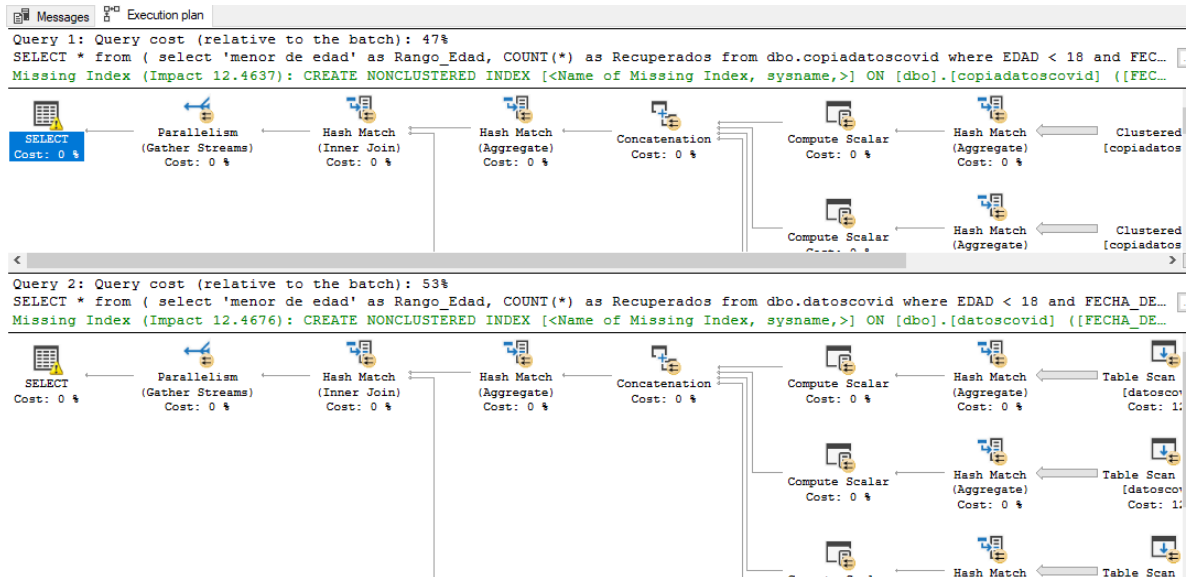 Messages Execution plan
Query 1: Query cost (relative to the batch): 47%
SELECT * from ( select 'menor de edad' as Rango_Edad, COUNT(*) as Recuperados from dbo.copiadatoscovid where EDAD < 18 and FEC…
Missing Index (Impact 12.4637): CREATE NONCLUSTERED INDEX [<Name of Missing Index, sysname,>] ON [dbo].[copiadatoscovid] ([FEC…
SELECT
Cost: 0 %
Parallelism
(Gather Streams)
Cost: 0 %
Hash Match
(Inner Join)
Cost: 0 %
Hash Match
(Aggregate)
Cost: 0 %
Concatenation
Cost: 0 %
Compute Scalar
Cost: 0 %
Hash Match
(Aggregate)
Cost: 0 %
Clustered
[copiadatos
Compute Scalar
Cost: 0 %
Hash Match
(Aggregate)
Clustered
[copiadatos
Query 2: Query cost (relative to the batch): 53%
SELECT * from ( select 'menor de edad' as Rango_Edad, COUNT(*) as Recuperados from dbo.datoscovid where EDAD < 18 and FECHA_DE…
Missing Index (Impact 12.4676): CREATE NONCLUSTERED INDEX [<Name of Missing Index, sysname,>] ON [dbo].[datoscovid] ([FECHA_DE…
SELECT
Cost: 0 %
Parallelism
(Gather Streams)
Cost: 0 %
Hash Match
(Inner Join)
Cost: 0 %
Hash Match
(Aggregate)
Cost: 0 %
Concatenation
Cost: 0 %
Compute Scalar
Cost: 0 %
Hash Match
(Aggregate)
Cost: 0 %
Table Scan
[datoscov
Cost: 1
Compute Scalar
Cost: 0 %
Hash Match
(Aggregate)
Cost: 0 %
Table Scan
[datoscov
Cost: 1
Hash Match
Table Scan